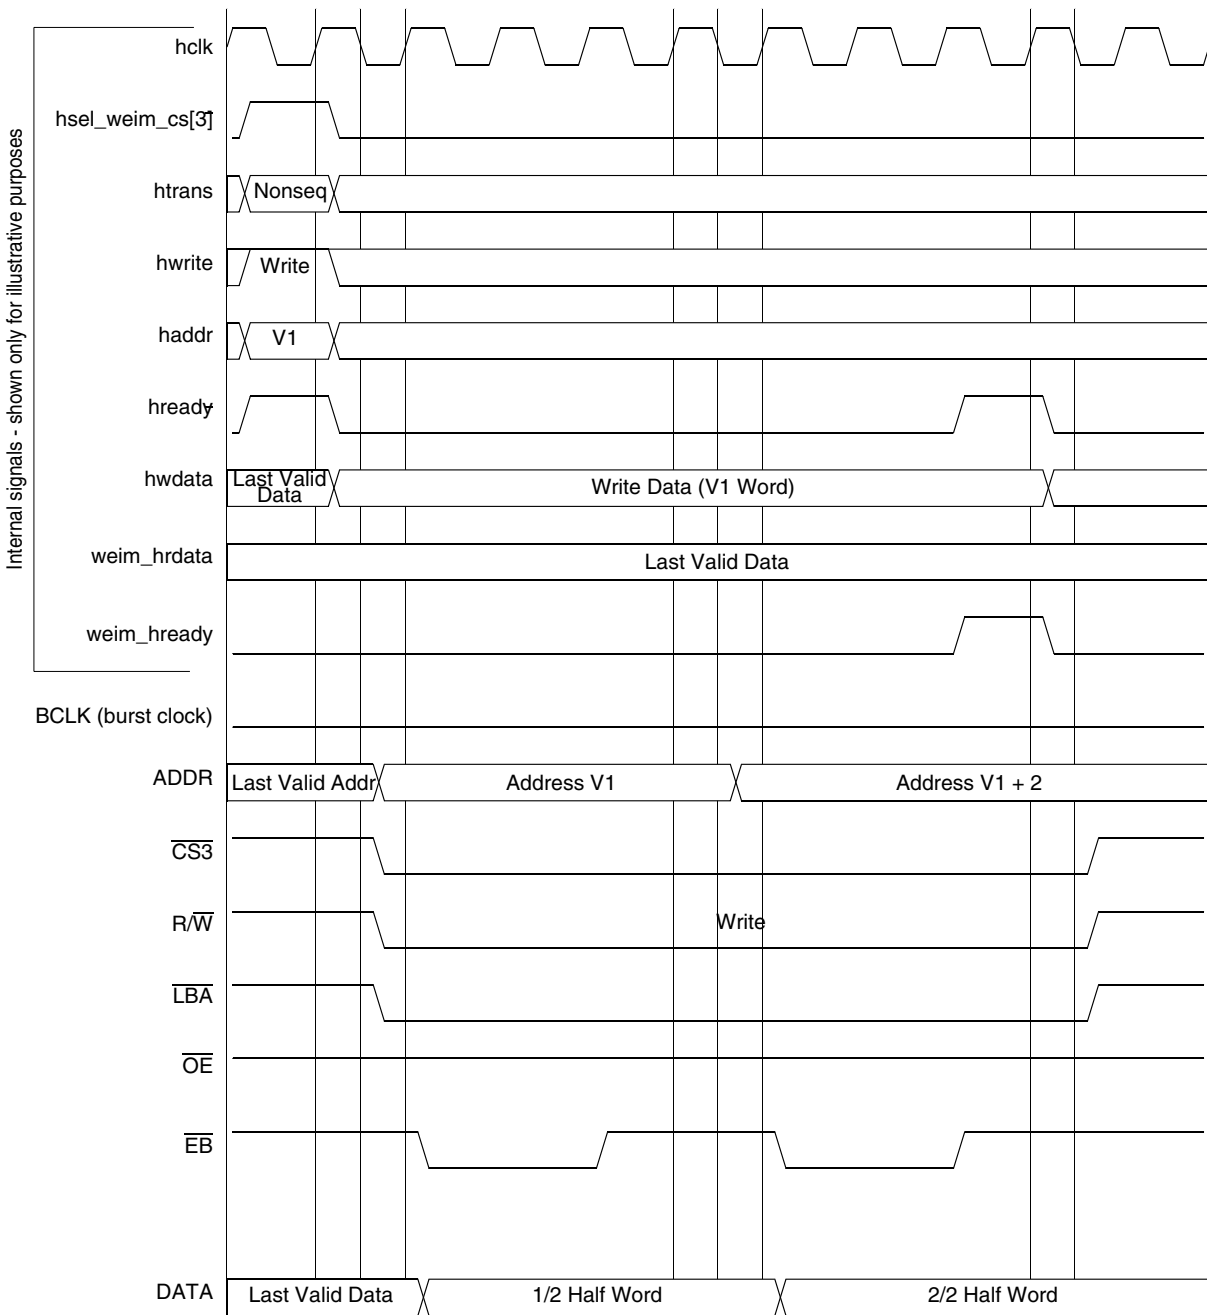 Internal signals - shown only for illustrative purposes
hclk
hsel_weim_cs[3]
htrans
Nonseq
hwrite
Write
haddr
V1
hready
hwdata
Last Valid
Data
Write Data (V1 Word)
weim_hrdata
Last Valid Data
weim_hready
BCLK (burst clock)
ADDR
Last Valid Addr
Address V1
Address V1 + 2
CS3
R/W
Write
LBA
OE
EB
DATA
Last Valid Data
1/2 Half Word
2/2 Half Word